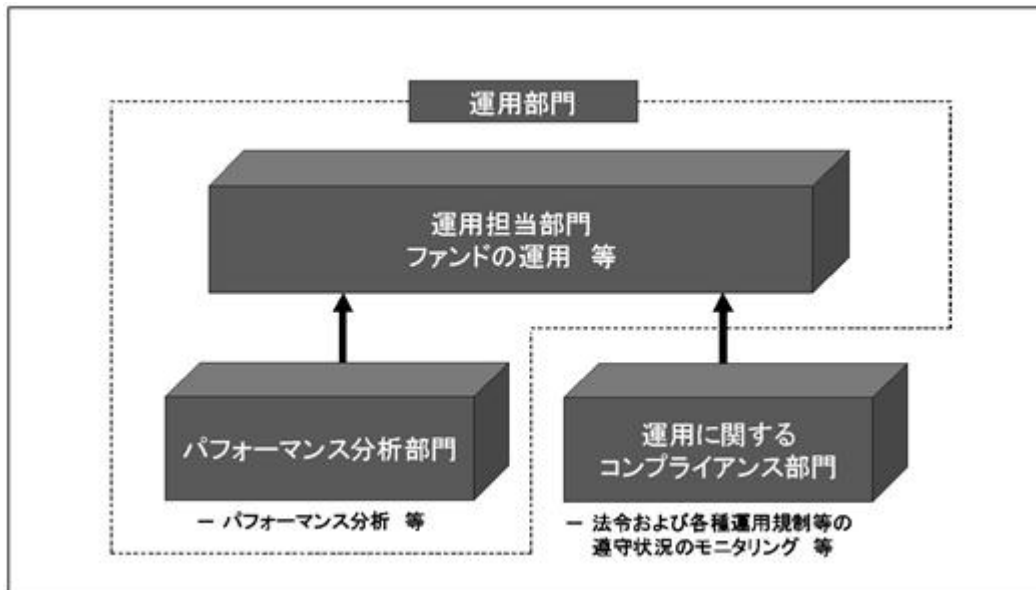 運用部門
運用担当部門
ファンドの運用 等
パフォーマンス分析部門
－ パフォーマンス分析 等
運用に関する
コンプライアンス部門
－ 法令および各種運用規制等の
遵守状況のモニタリング 等